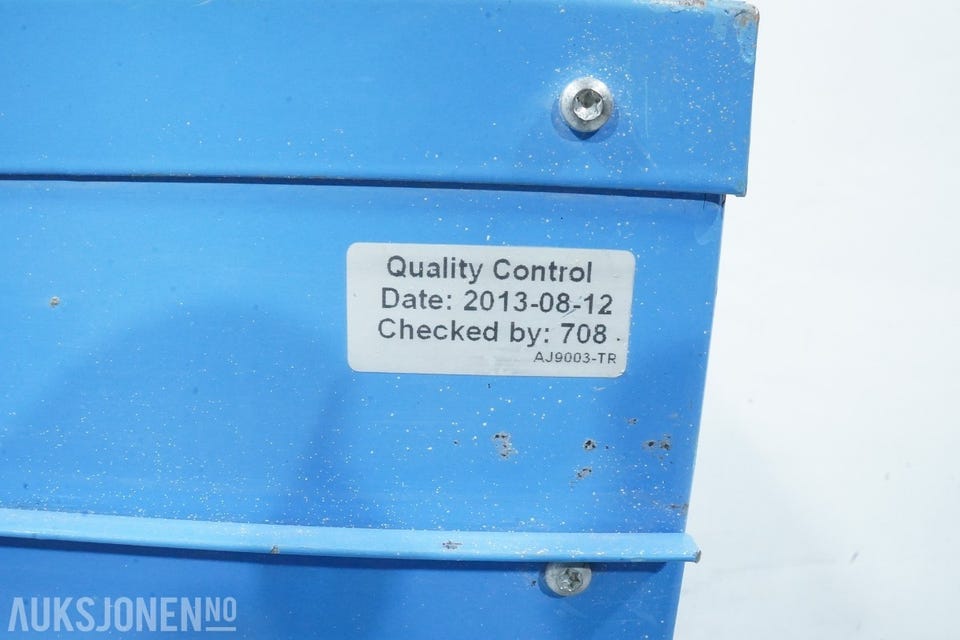 Quality Control
Date: 2013-08-12
Checked by: 708
AJ9003-TR
AUKSJONEN NO